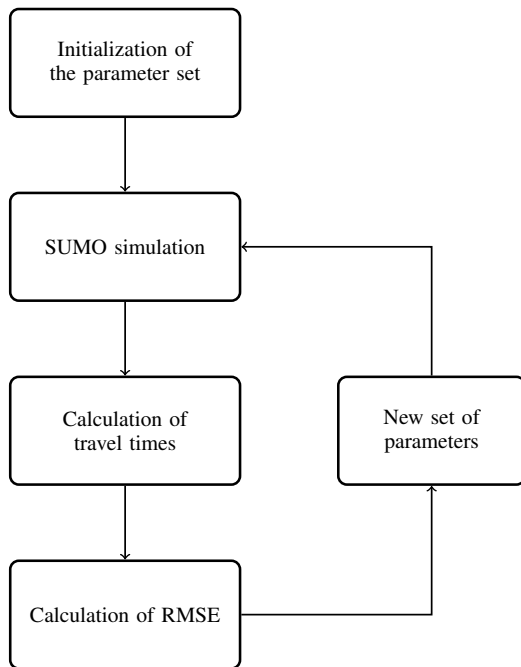 Initialization of
the parameter set
SUMO simulation
Calculation of
travel times
New set of
parameters
Calculation of RMSE